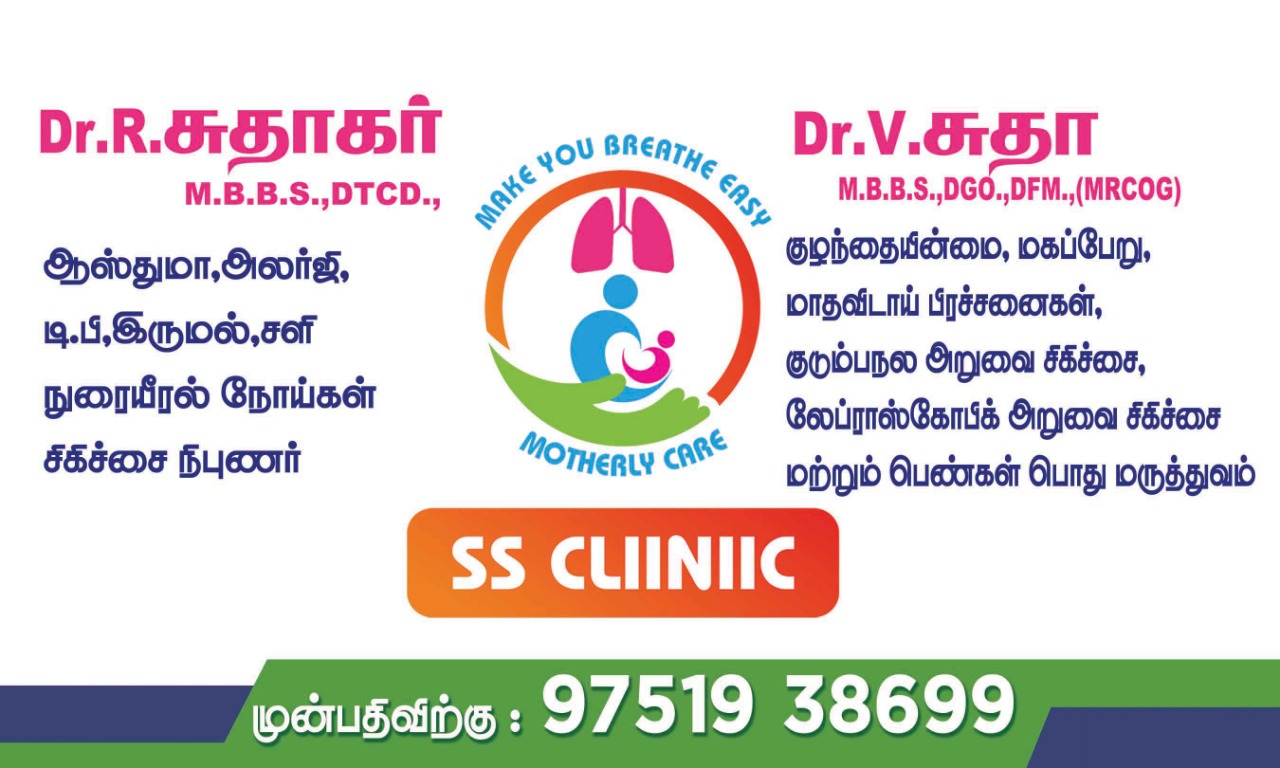 Dr.R.சுதாகர்
M.B.B.S.,DTCD.,
ஆஸ்துமா,அலர்ஜி,
டி.பி,இருமல்,சளி
நுரையீரல் நோய்கள்
சிகிச்சை நிபுணர்
MAKE YOU BREATHE EASY
MOTHERLY CARE
Dr.V.சுதா
M.B.B.S.,DGO.,DFM.,(MRCOG)
குழந்தையின்மை, மகப்பேறு,
மாதவிடாய் பிரச்சனைகள்,
குடும்பநல அறுவை சிகிச்சை,
லேப்ராஸ்கோபிக் அறுவை சிகிச்சை
மற்றும் பெண்கள் பொது மருத்துவம்
SS CLIINIIC
முன்பதிவிற்கு : 97519 38699